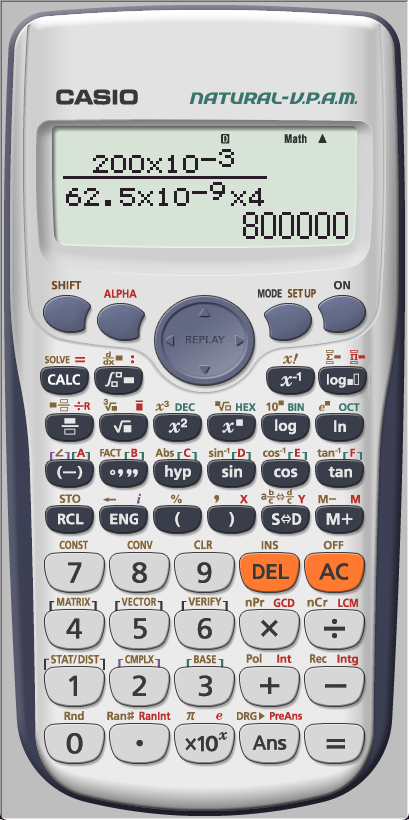 CASIO NATURAL-V.P.A.M.
D Math ▲
200×10⁻³
62.5×10⁻⁹×4
800000
SHIFT ALPHA MODE SETUP ON
REPLAY
SOLVE = d/dx■ : x! Σ■ Π■
CALC ∫■ x⁻¹ log■□
÷R ³√■ x³ DEC ■√□ HEX 10■ BIN e■ OCT
√■ x² x■ log ln
∠ A FACT B Abs C sin⁻¹ D cos⁻¹ E tan⁻¹ F
(−) ° ’ ” hyp sin cos tan
STO ← i % , X a b/c⇔d/c Y M− M
RCL ENG ( ) S⇔D M+
CONST CONV CLR INS OFF
7 8 9 DEL AC
MATRIX VECTOR VERIFY nPr GCD nCr LCM
4 5 6 × ÷
STAT/DIST CMPLX BASE Pol Int Rec Intg
1 2 3 + −
Rnd Ran# RanInt π e DRG▶ PreAns
0 • ×10ˣ Ans =